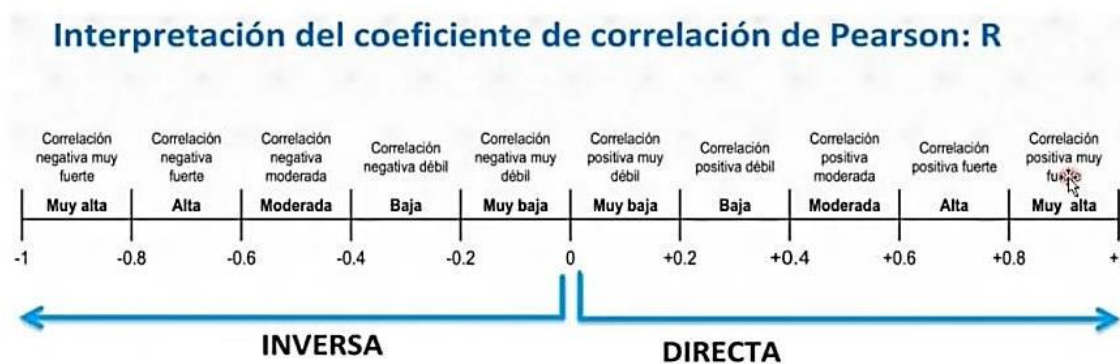 Interpretación del coeficiente de correlación de Pearson: R
Correlación
negativa muy
fuerte
Correlación
negativa
fuerte
Correlación
negativa
moderada
Correlación
negativa débil
Correlación
negativa muy
débil
Correlación
positiva muy
débil
Correlación
positiva débil
Correlación
positiva
moderada
Correlación
positiva fuerte
Correlación
positiva muy
Muy alta
Alta
Moderada
Baja
Muy baja
Muy baja
Baja
Moderada
Alta
Muy alta
-1
-0.8
-0.6
-0.4
-0.2
0
+0.2
+0.4
+0.6
+0.8
+
INVERSA
DIRECTA